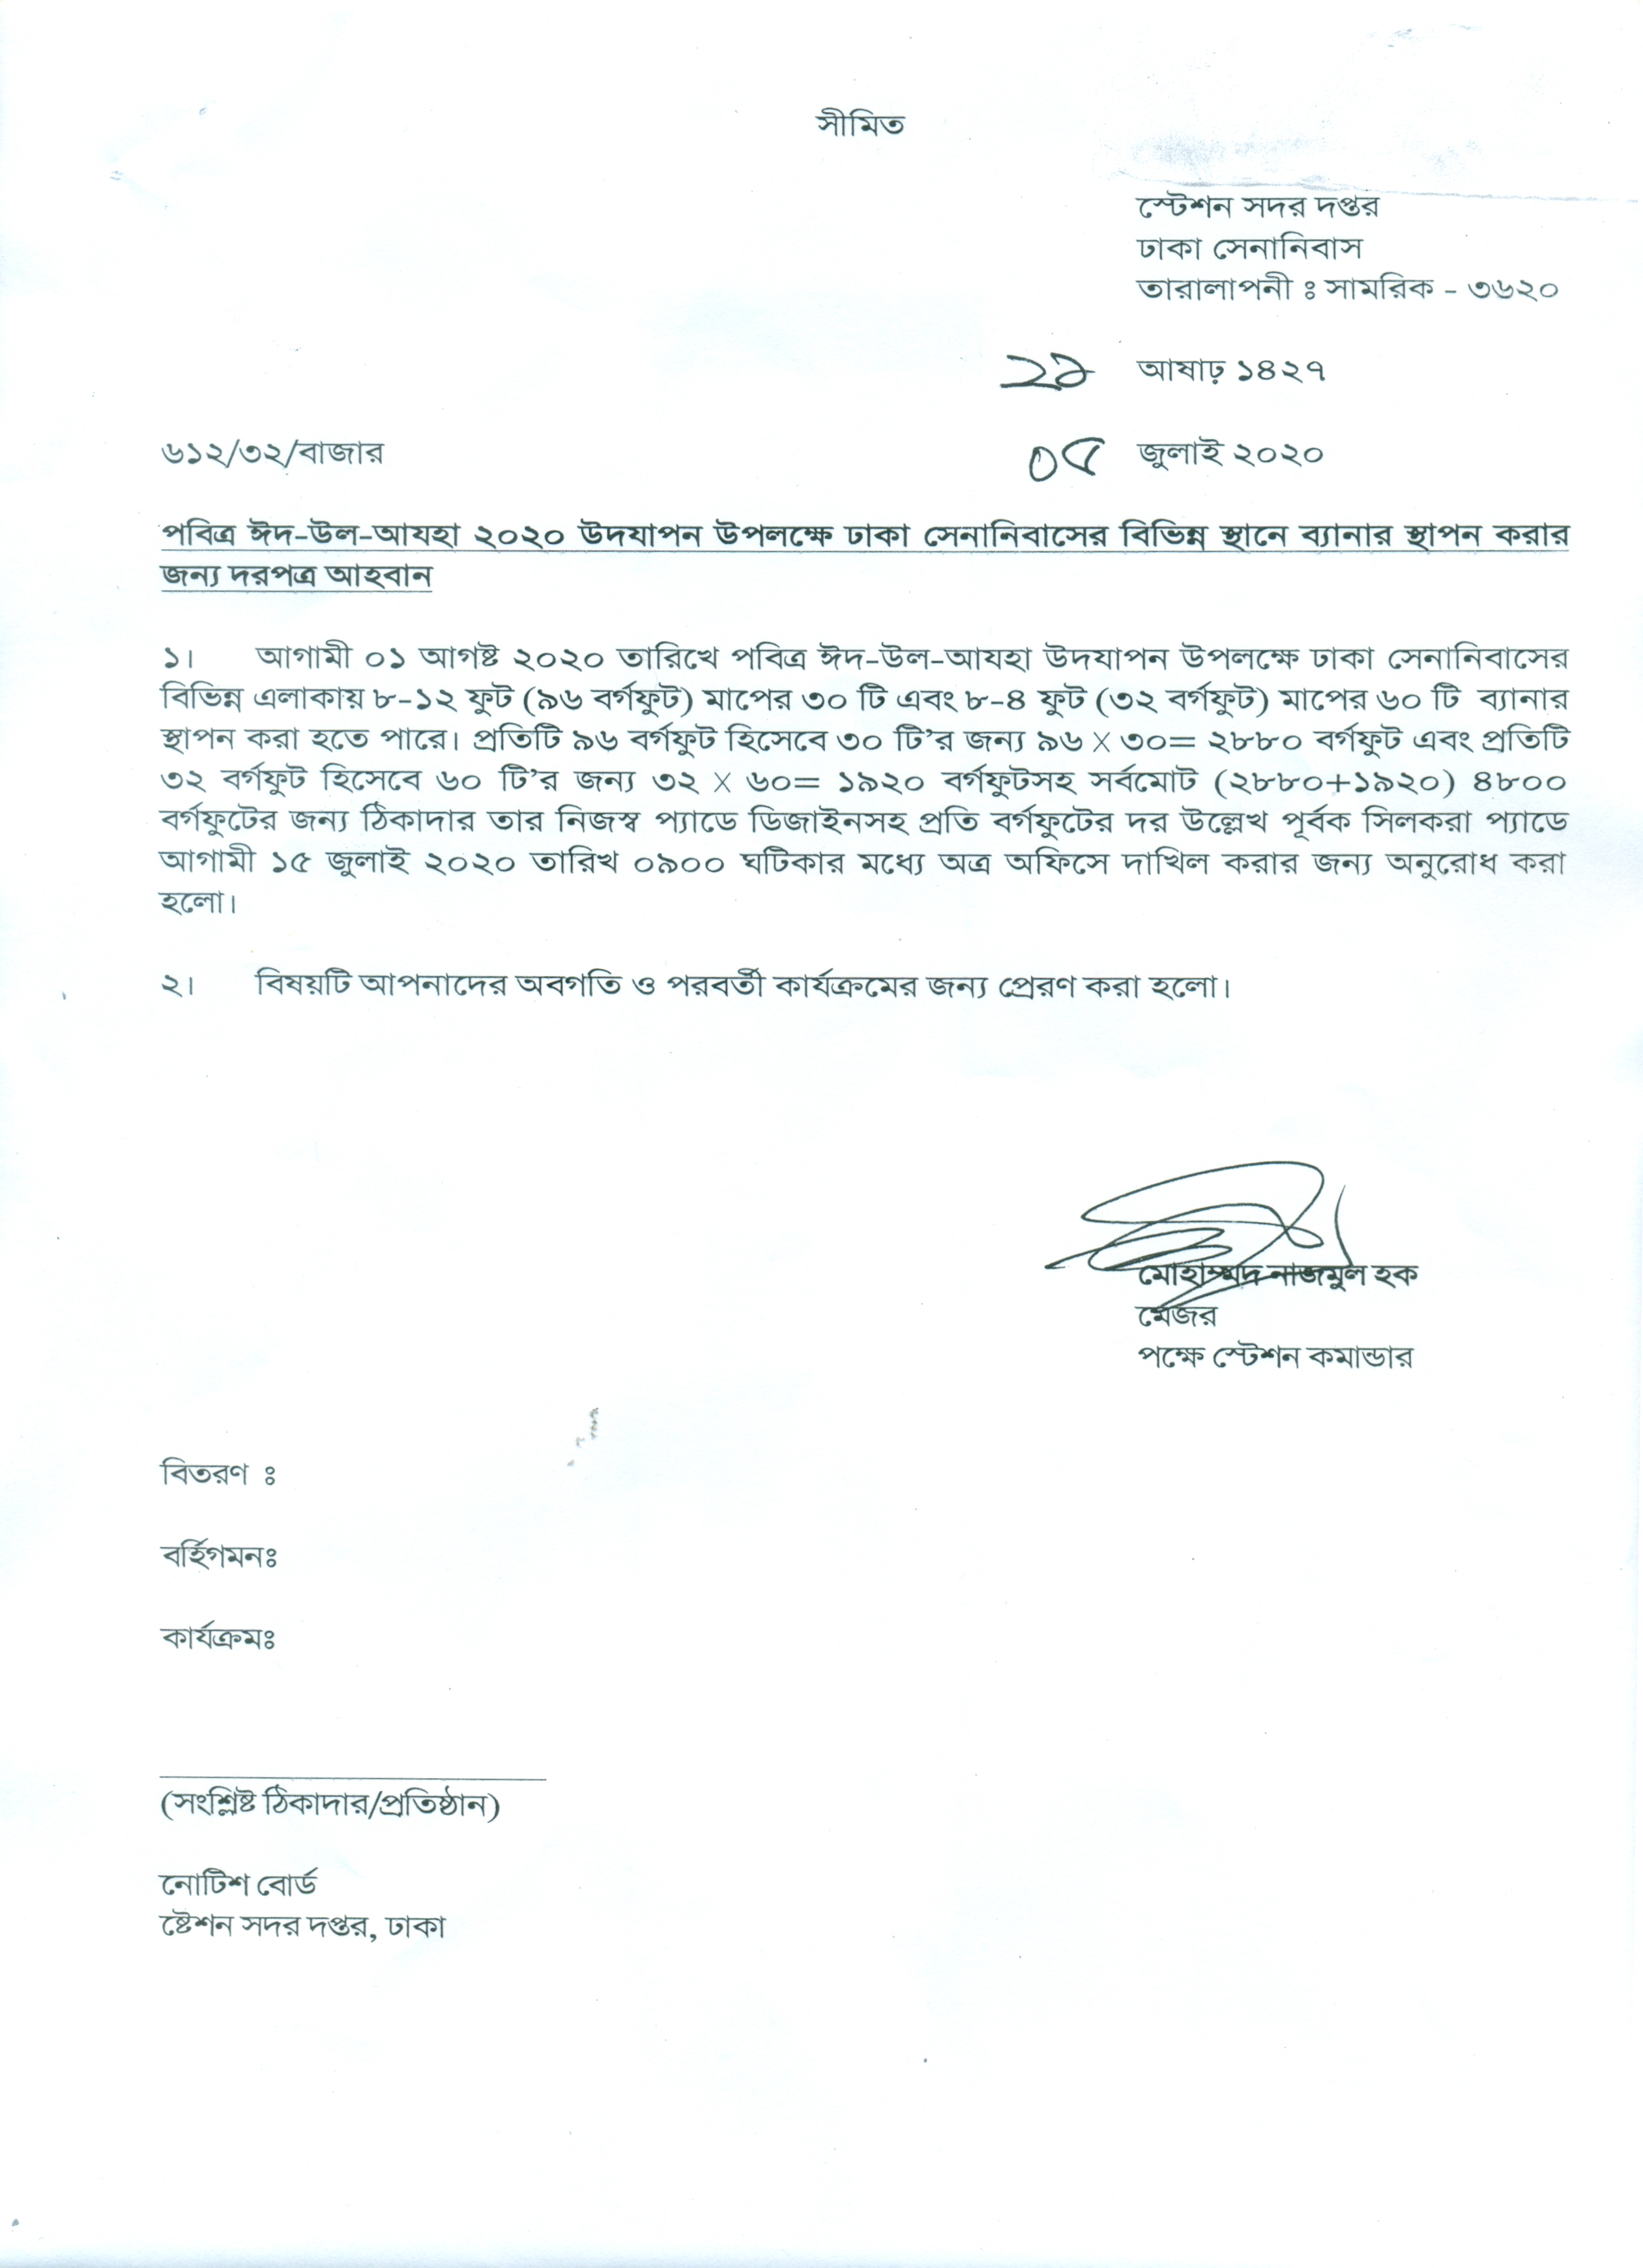 সীমিত
স্টেশন সদর দপ্তর
ঢাকা সেনানিবাস
তারালাপনী ঃ সামরিক - ৩৬২০
২১ আষাঢ় ১৪২৭
৬১২/৩২/বাজার ০৫ জুলাই ২০২০
পবিত্র ঈদ-উল-আযহা ২০২০ উদযাপন উপলক্ষে ঢাকা সেনানিবাসের বিভিন্ন স্থানে ব্যানার স্থাপন করার
জন্য দরপত্র আহবান
১। আগামী ০১ আগষ্ট ২০২০ তারিখে পবিত্র ঈদ-উল-আযহা উদযাপন উপলক্ষে ঢাকা সেনানিবাসের
বিভিন্ন এলাকায় ৮-১২ ফুট (৯৬ বর্গফুট) মাপের ৩০ টি এবং ৮-৪ ফুট (৩২ বর্গফুট) মাপের ৬০ টি ব্যানার
স্থাপন করা হতে পারে। প্রতিটি ৯৬ বর্গফুট হিসেবে ৩০ টি’র জন্য ৯৬ X ৩০= ২৮৮০ বর্গফুট এবং প্রতিটি
৩২ বর্গফুট হিসেবে ৬০ টি’র জন্য ৩২ X ৬০= ১৯২০ বর্গফুটসহ সর্বমোট (২৮৮০+১৯২০) ৪৮০০
বর্গফুটের জন্য ঠিকাদার তার নিজস্ব প্যাডে ডিজাইনসহ প্রতি বর্গফুটের দর উল্লেখ পূর্বক সিলকরা প্যাডে
আগামী ১৫ জুলাই ২০২০ তারিখ ০৯০০ ঘটিকার মধ্যে অত্র অফিসে দাখিল করার জন্য অনুরোধ করা
হলো।
২। বিষয়টি আপনাদের অবগতি ও পরবর্তী কার্যক্রমের জন্য প্রেরণ করা হলো।
মোহাম্মদ নাজমুল হক
মেজর
পক্ষে স্টেশন কমান্ডার
বিতরণ ঃ
বর্হিগমনঃ
কার্যক্রমঃ
(সংশ্লিষ্ট ঠিকাদার/প্রতিষ্ঠান)
নোটিশ বোর্ড
ষ্টেশন সদর দপ্তর, ঢাকা